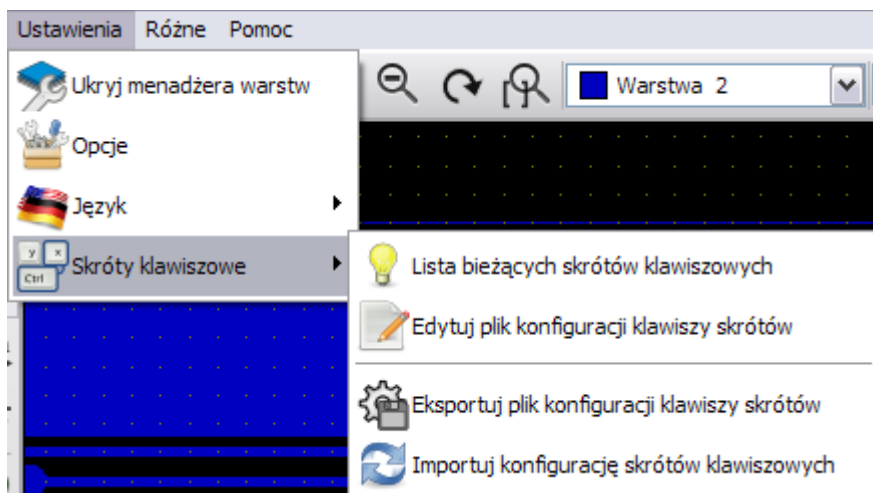 Ustawienia Różne Pomoc
Ukryj menadżera warstw
Warstwa 2
Opcje
Język
y x
Ctrl
Skróty klawiszowe
Lista bieżących skrótów klawiszowych
Edytuj plik konfiguracji klawiszy skrótów
Eksportuj plik konfiguracji klawiszy skrótów
Importuj konfigurację skrótów klawiszowych